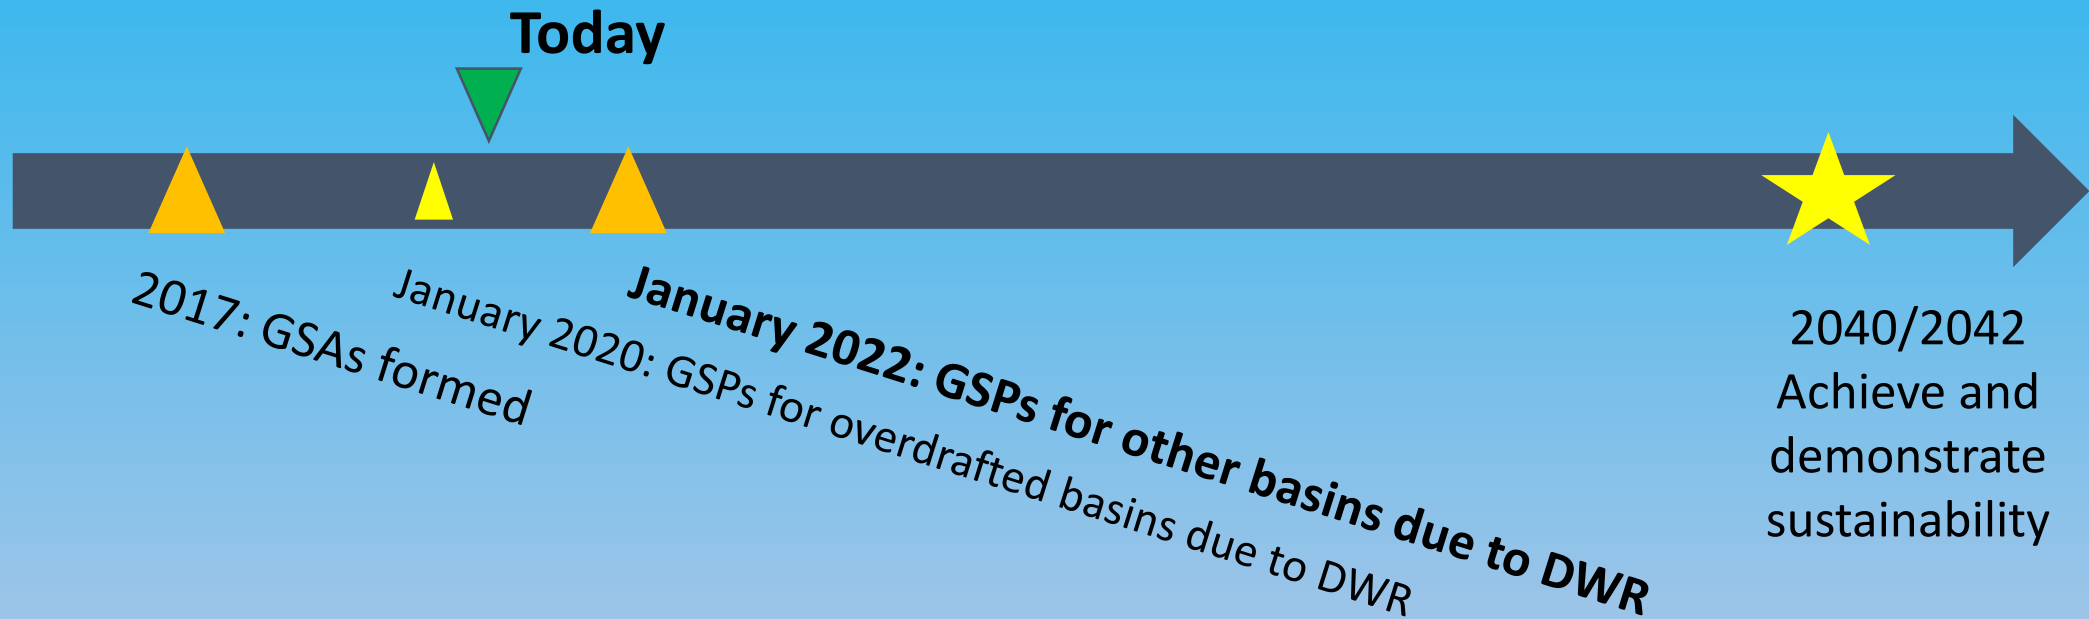 Today
2017: GSAs formed
January 2020: GSPs for overdrafted basins due to DWR
January 2022: GSPs for other basins due to DWR
2040/2042
Achieve and
demonstrate
sustainability